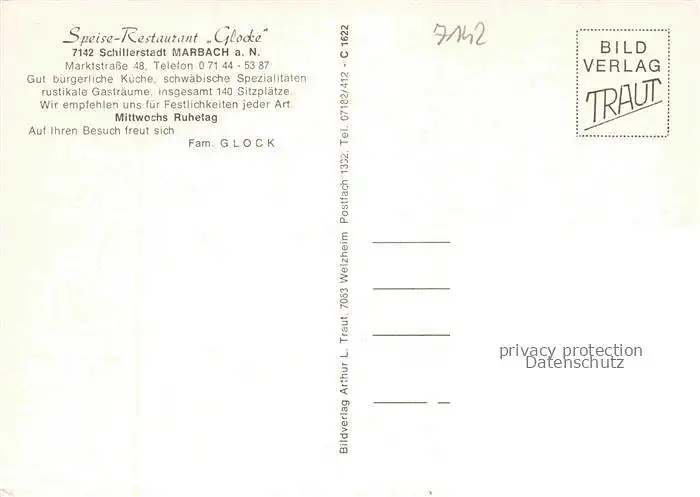 Speise-Restaurant „Glocke"
7142 Schillerstadt MARBACH a. N.
Marktstraße 48, Telefon 0 71 44 - 53 87
Gut bürgerliche Küche, schwäbische Spezialitäten
rustikale Gasträume, insgesamt 140 Sitzplätze.
Wir empfehlen uns für Festlichkeiten jeder Art.
Mittwochs Ruhetag
Auf Ihren Besuch freut sich
Fam. GLOCK
Bildverlag Arthur L. Traut, 7063 Welzheim Postfach 1302, Tel. 07182/412 - C 1622
7142
BILD
VERLAG
TRAUT
privacy protection
Datenschutz